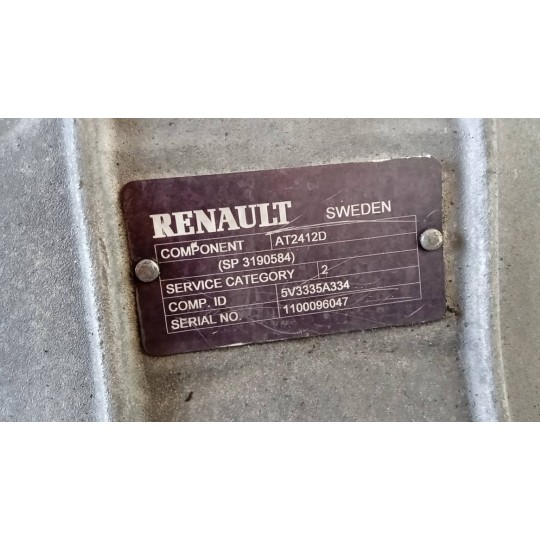 RENAULT SWEDEN
COMPONENT AT2412D
(SP 3190584)
SERVICE CATEGORY 2
COMP. ID 5V3335A334
SERIAL NO. 1100096047